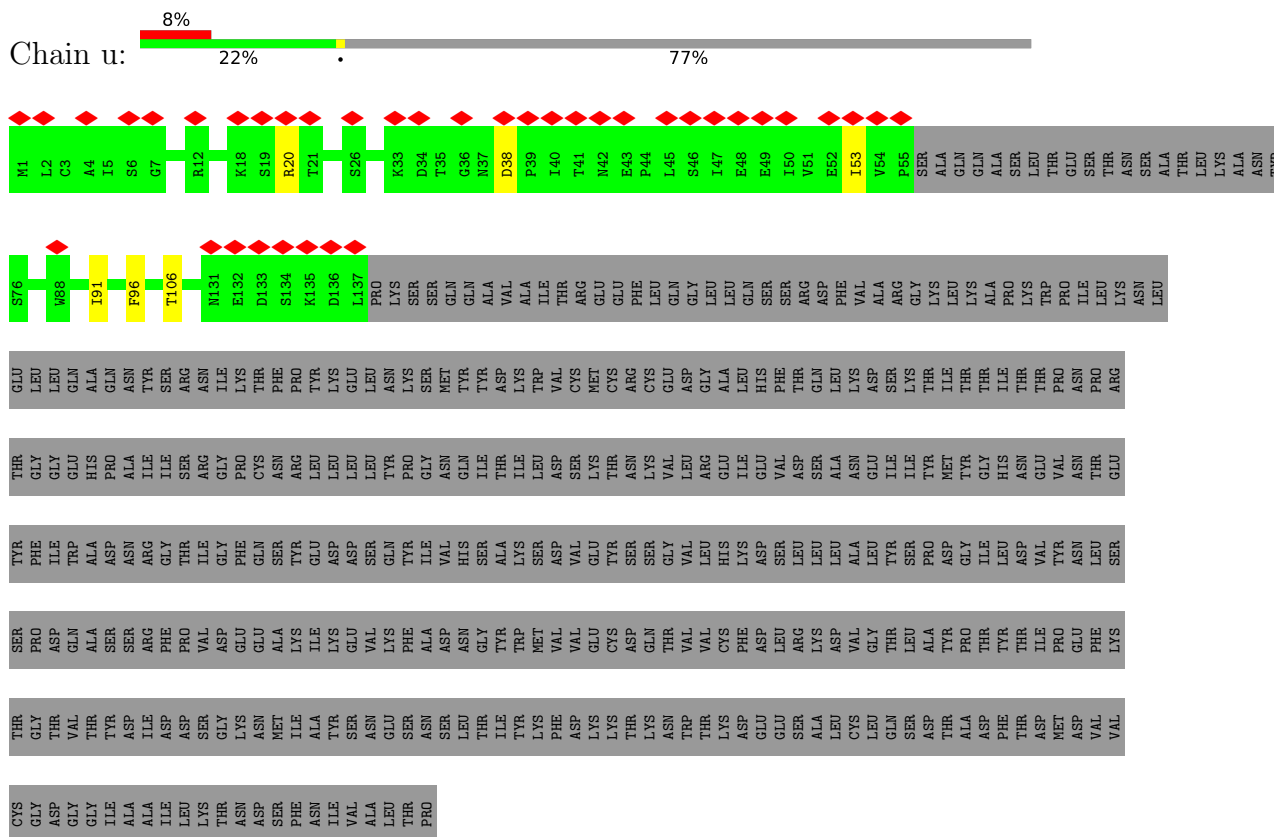 8%
Chain u:
22% . 77%
M1 L2 C3 A4 I5 S6 G7 R12 K18 S19 R20 T21 S26 K33 D34 T35 G36 N37 D38 P39 I40 T41 N42 E43 P44 L45 S46 I47 E48 E49 I50 V51 E52 I53 V54 P55 SER ALA GLN GLN ALA SER LEU THR GLU SER THR ASN SER ALA THR LEU LYS ALA ASN TYR
S76 W88 I91 F96 T106 N131 E132 D133 S134 K135 D136 L137 PRO LYS SER SER GLN GLN ALA VAL ALA ILE THR ARG GLU GLU PHE LEU GLN GLY LEU LEU GLN SER SER ARG ASP PHE VAL ALA ARG GLY LYS LEU LYS ALA PRO LYS TRP PRO ILE LEU LYS ASN LEU
GLU LEU LEU GLN ALA GLN ASN TYR SER ARG ASN ILE LYS THR PHE PRO TYR LYS GLU LEU ASN LYS SER MET TYR TYR ASP LYS TRP VAL CYS MET CYS ARG CYS GLU ASP GLY ALA LEU HIS PHE THR GLN LEU LYS ASP SER LYS THR ILE THR THR ILE THR THR PRO ASN PRO ARG
THR GLY GLY GLU HIS PRO ALA ILE ILE SER ARG GLY PRO CYS ASN ARG LEU LEU LEU LEU TYR PRO GLY ASN GLN ILE THR ILE LEU ASP SER LYS THR ASN LYS VAL LEU ARG GLU ILE GLU VAL ASP SER ALA ASN GLU ILE ILE TYR MET TYR GLY HIS ASN GLU VAL ASN THR GLU
TYR PHE ILE TRP ALA ASP ASN ARG GLY THR ILE GLY PHE GLN SER TYR GLU ASP ASP SER GLN TYR ILE VAL HIS SER ALA LYS SER ASP VAL GLU TYR SER SER GLY VAL LEU HIS LYS ASP SER LEU LEU LEU ALA LEU TYR SER PRO ASP GLY ILE LEU ASP VAL TYR ASN LEU SER
SER PRO ASP GLN ALA SER SER ARG PHE PRO VAL ASP GLU GLU ALA LYS ILE LYS GLU VAL LYS PHE ALA ASP ASN GLY TYR TRP MET VAL VAL GLU CYS ASP GLN THR VAL VAL CYS PHE ASP LEU ARG LYS ASP VAL GLY THR LEU ALA TYR PRO THR TYR THR ILE PRO GLU PHE LYS
THR GLY THR VAL THR TYR ASP ILE ASP ASP SER GLY LYS ASN MET ILE ALA TYR SER ASN GLU SER ASN SER LEU THR ILE TYR LYS PHE ASP LYS LYS THR LYS ASN TRP THR LYS ASP GLU GLU SER ALA LEU CYS LEU GLN SER ASP THR ALA ASP PHE THR ASP MET ASP VAL VAL
CYS GLY ASP GLY GLY ILE ALA ALA ILE LEU LYS THR ASN ASP SER PHE ASN ILE VAL ALA LEU THR PRO